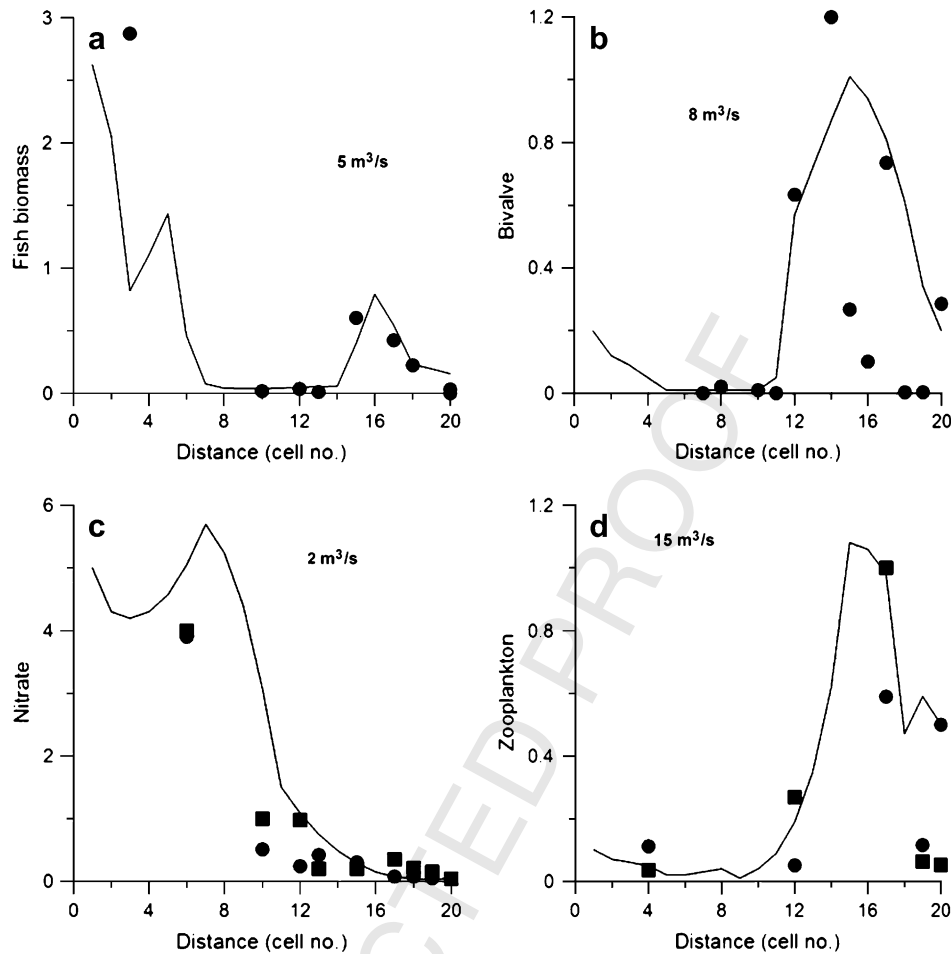 a
3
2
1
0
Fish biomass
5 m³/s
0 4 8 12 16 20
Distance (cell no.)
b
1.2
0.8
0.4
0
Bivalve
8 m³/s
0 4 8 12 16 20
Distance (cell no.)
c
6
4
2
0
Nitrate
2 m³/s
0 4 8 12 16 20
Distance (cell no.)
d
1.2
0.8
0.4
0
Zooplankton
15 m³/s
0 4 8 12 16 20
Distance (cell no.)
CTED PROOF